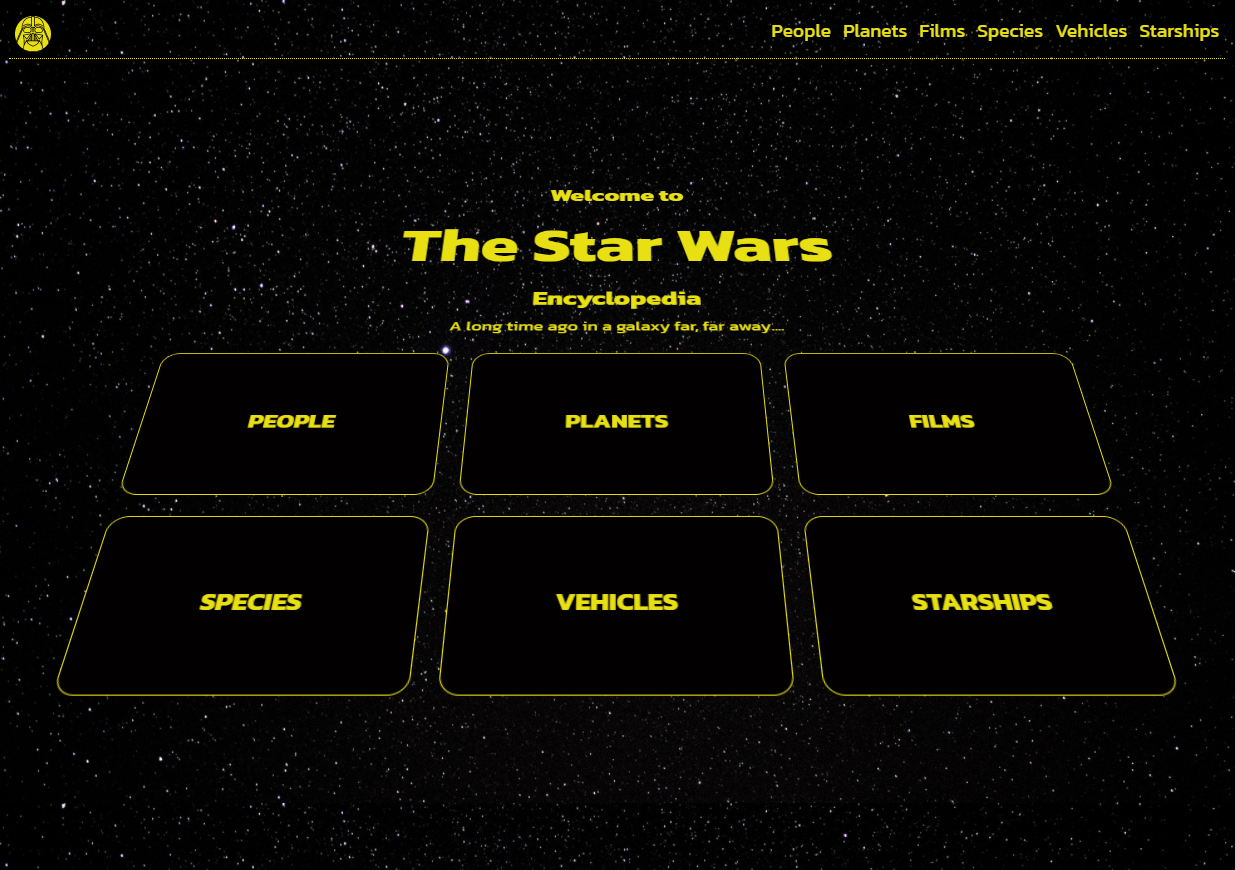 People Planets Films Species Vehicles Starships
Welcome to
The Star Wars
Encyclopedia
A long time ago in a galaxy far, far away....
PEOPLE
PLANETS
FILMS
SPECIES
VEHICLES
STARSHIPS